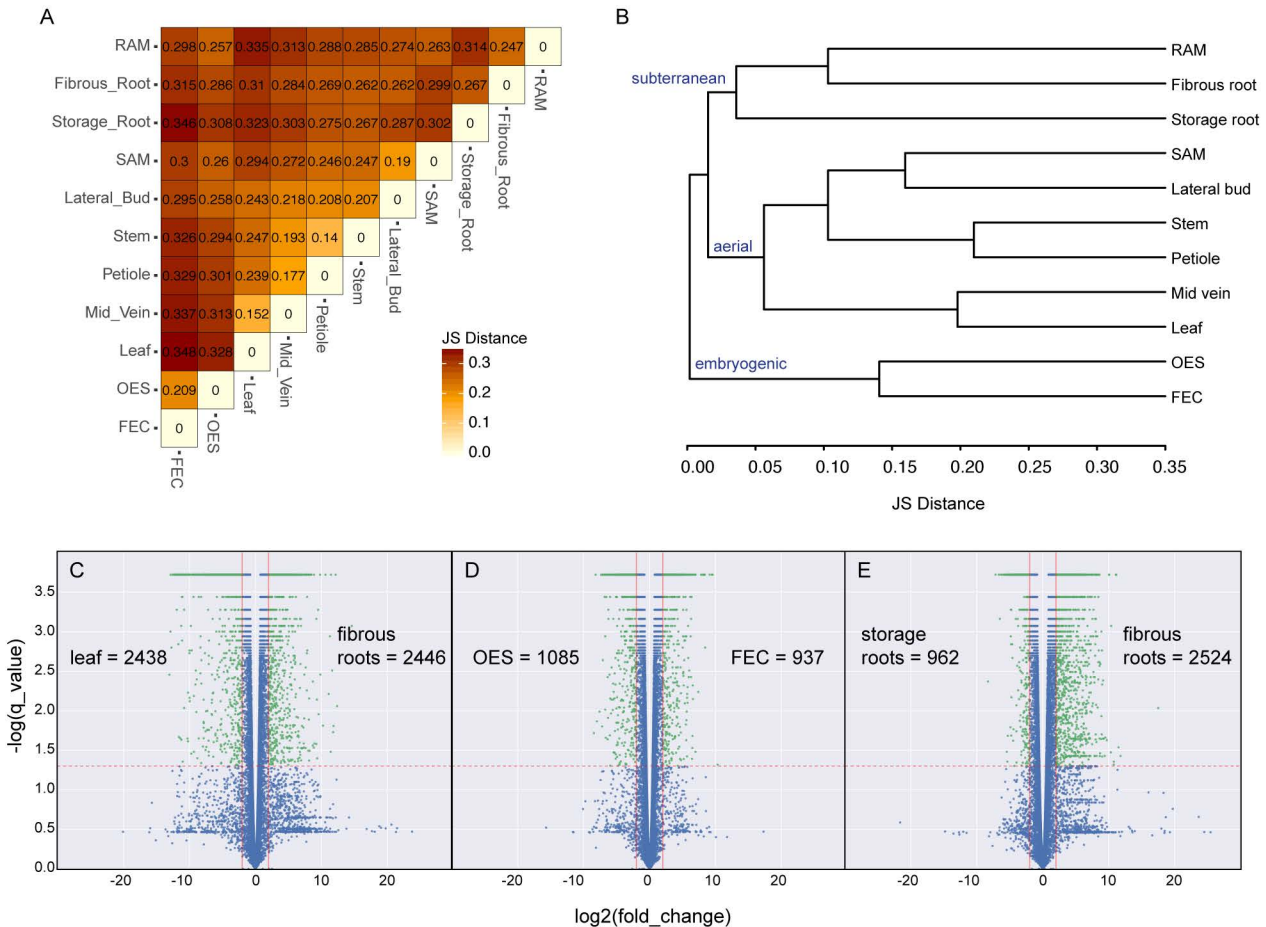 A
RAM
0.298 0.257 0.335 0.313 0.288 0.285 0.274 0.263 0.314 0.247 0
Fibrous_Root
0.315 0.286 0.31 0.284 0.269 0.262 0.262 0.299 0.267 0
RAM
Storage_Root
0.348 0.308 0.323 0.303 0.275 0.267 0.287 0.302 0
Fibrous_Root
SAM
0.3 0.26 0.294 0.272 0.246 0.247 0.19 0
Storage_Root
Lateral_Bud
0.295 0.258 0.243 0.218 0.208 0.207 0
SAM
Stem
0.326 0.294 0.247 0.193 0.14 0
Lateral_Bud
Petiole
0.329 0.301 0.239 0.177 0
Stem
Mid_Vein
0.337 0.313 0.152 0
Petiole
Leaf
0.348 0.328 0
Mid_Vein
OES
0.209 0
Leaf
FEC
0
OES
FEC
JS Distance
0.3
0.2
0.1
0.0
B
subterranean
aerial
embryogenic
RAM
Fibrous root
Storage root
SAM
Lateral bud
Stem
Petiole
Mid vein
Leaf
OES
FEC
0.00 0.05 0.10 0.15 0.20 0.25 0.30 0.35
JS Distance
-log(q_value)
3.5
3.0
2.5
2.0
1.5
1.0
0.5
0.0
C
leaf = 2438
fibrous
roots = 2446
-20 -10 0 10 20
D
OES = 1085
FEC = 937
-20 -10 0 10 20
E
storage
roots = 962
fibrous
roots = 2524
-20 -10 0 10 20
log2(fold_change)